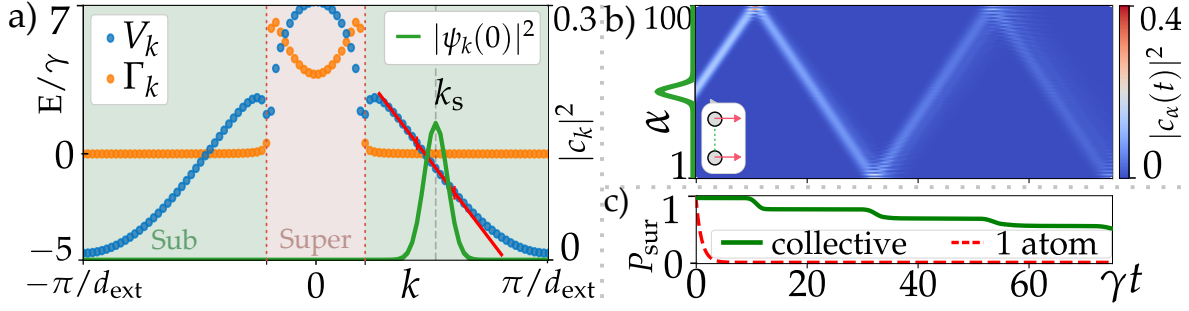 a)
7
0
−5
E/γ
V_k
Γ_k
|ψ_k(0)|²
k_s
Sub
Super
0.3
0
|c_k|²
−π/d_ext
0
k
π/d_ext
b)
100
1
α
0.4
0
|c_α(t)|²
c)
1
0
P_sur
collective
1 atom
0
20
40
60
γt